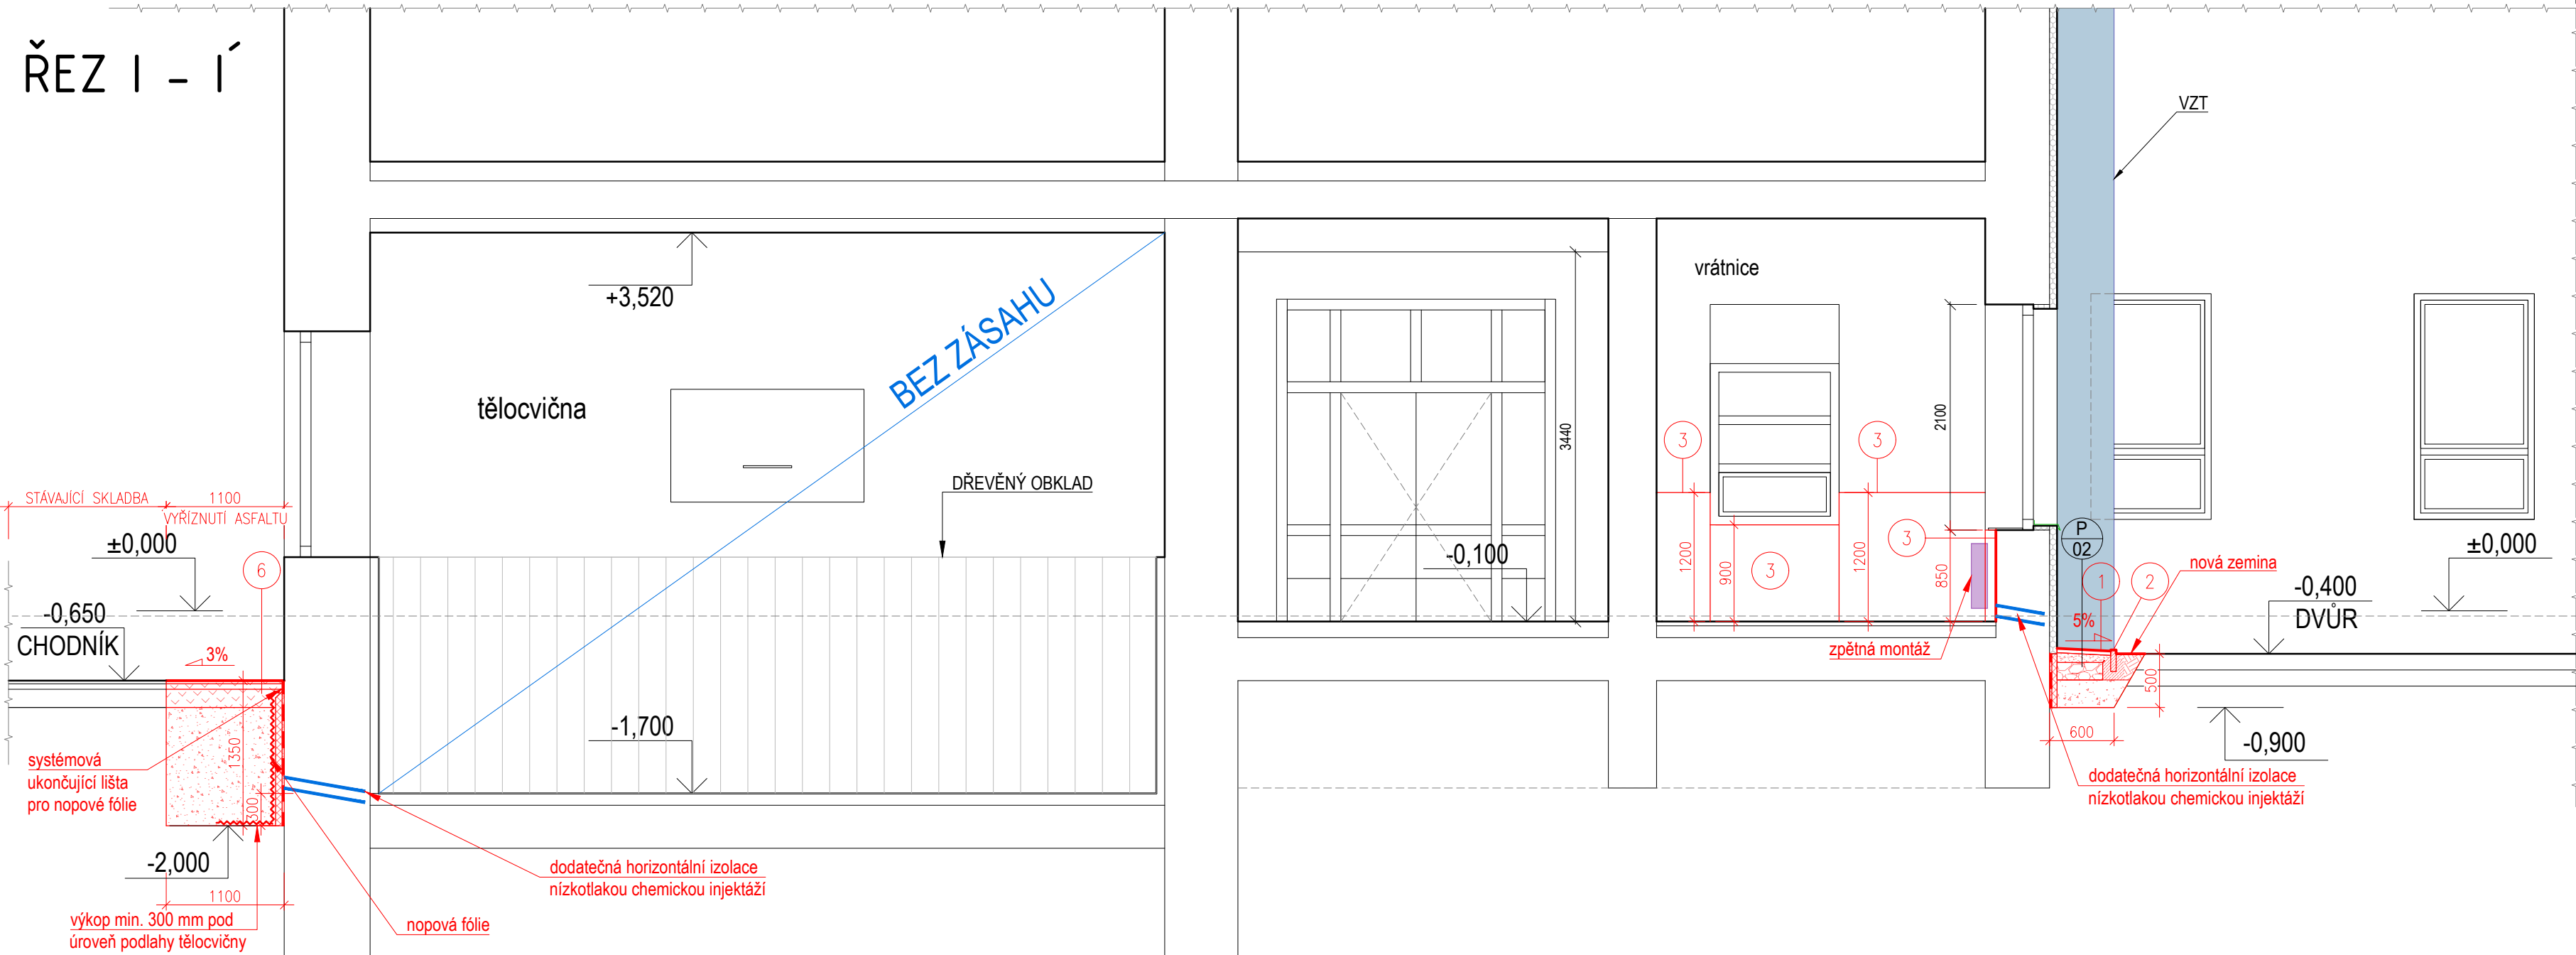 ŘEZ I - I´
VZT
+3,520
BEZ ZÁSAHU
tělocvična
DŘEVĚNÝ OBKLAD
vrátnice
3440
2100
3
3
3
3
1200
900
1200
850
-0,100
STÁVAJÍCÍ SKLADBA
1100
VYŘÍZNUTÍ ASFALTU
±0,000
6
-0,650
CHODNÍK
3%
P
02
1
2
nová zemina
±0,000
-0,400
DVŮR
5%
zpětná montáž
500
600
-0,900
-1,700
1350
300
systémová
ukončující lišta
pro nopové fólie
dodatečná horizontální izolace
nízkotlakou chemickou injektáží
-2,000
1100
výkop min. 300 mm pod
úroveň podlahy tělocvičny
dodatečná horizontální izolace
nízkotlakou chemickou injektáží
nopová fólie